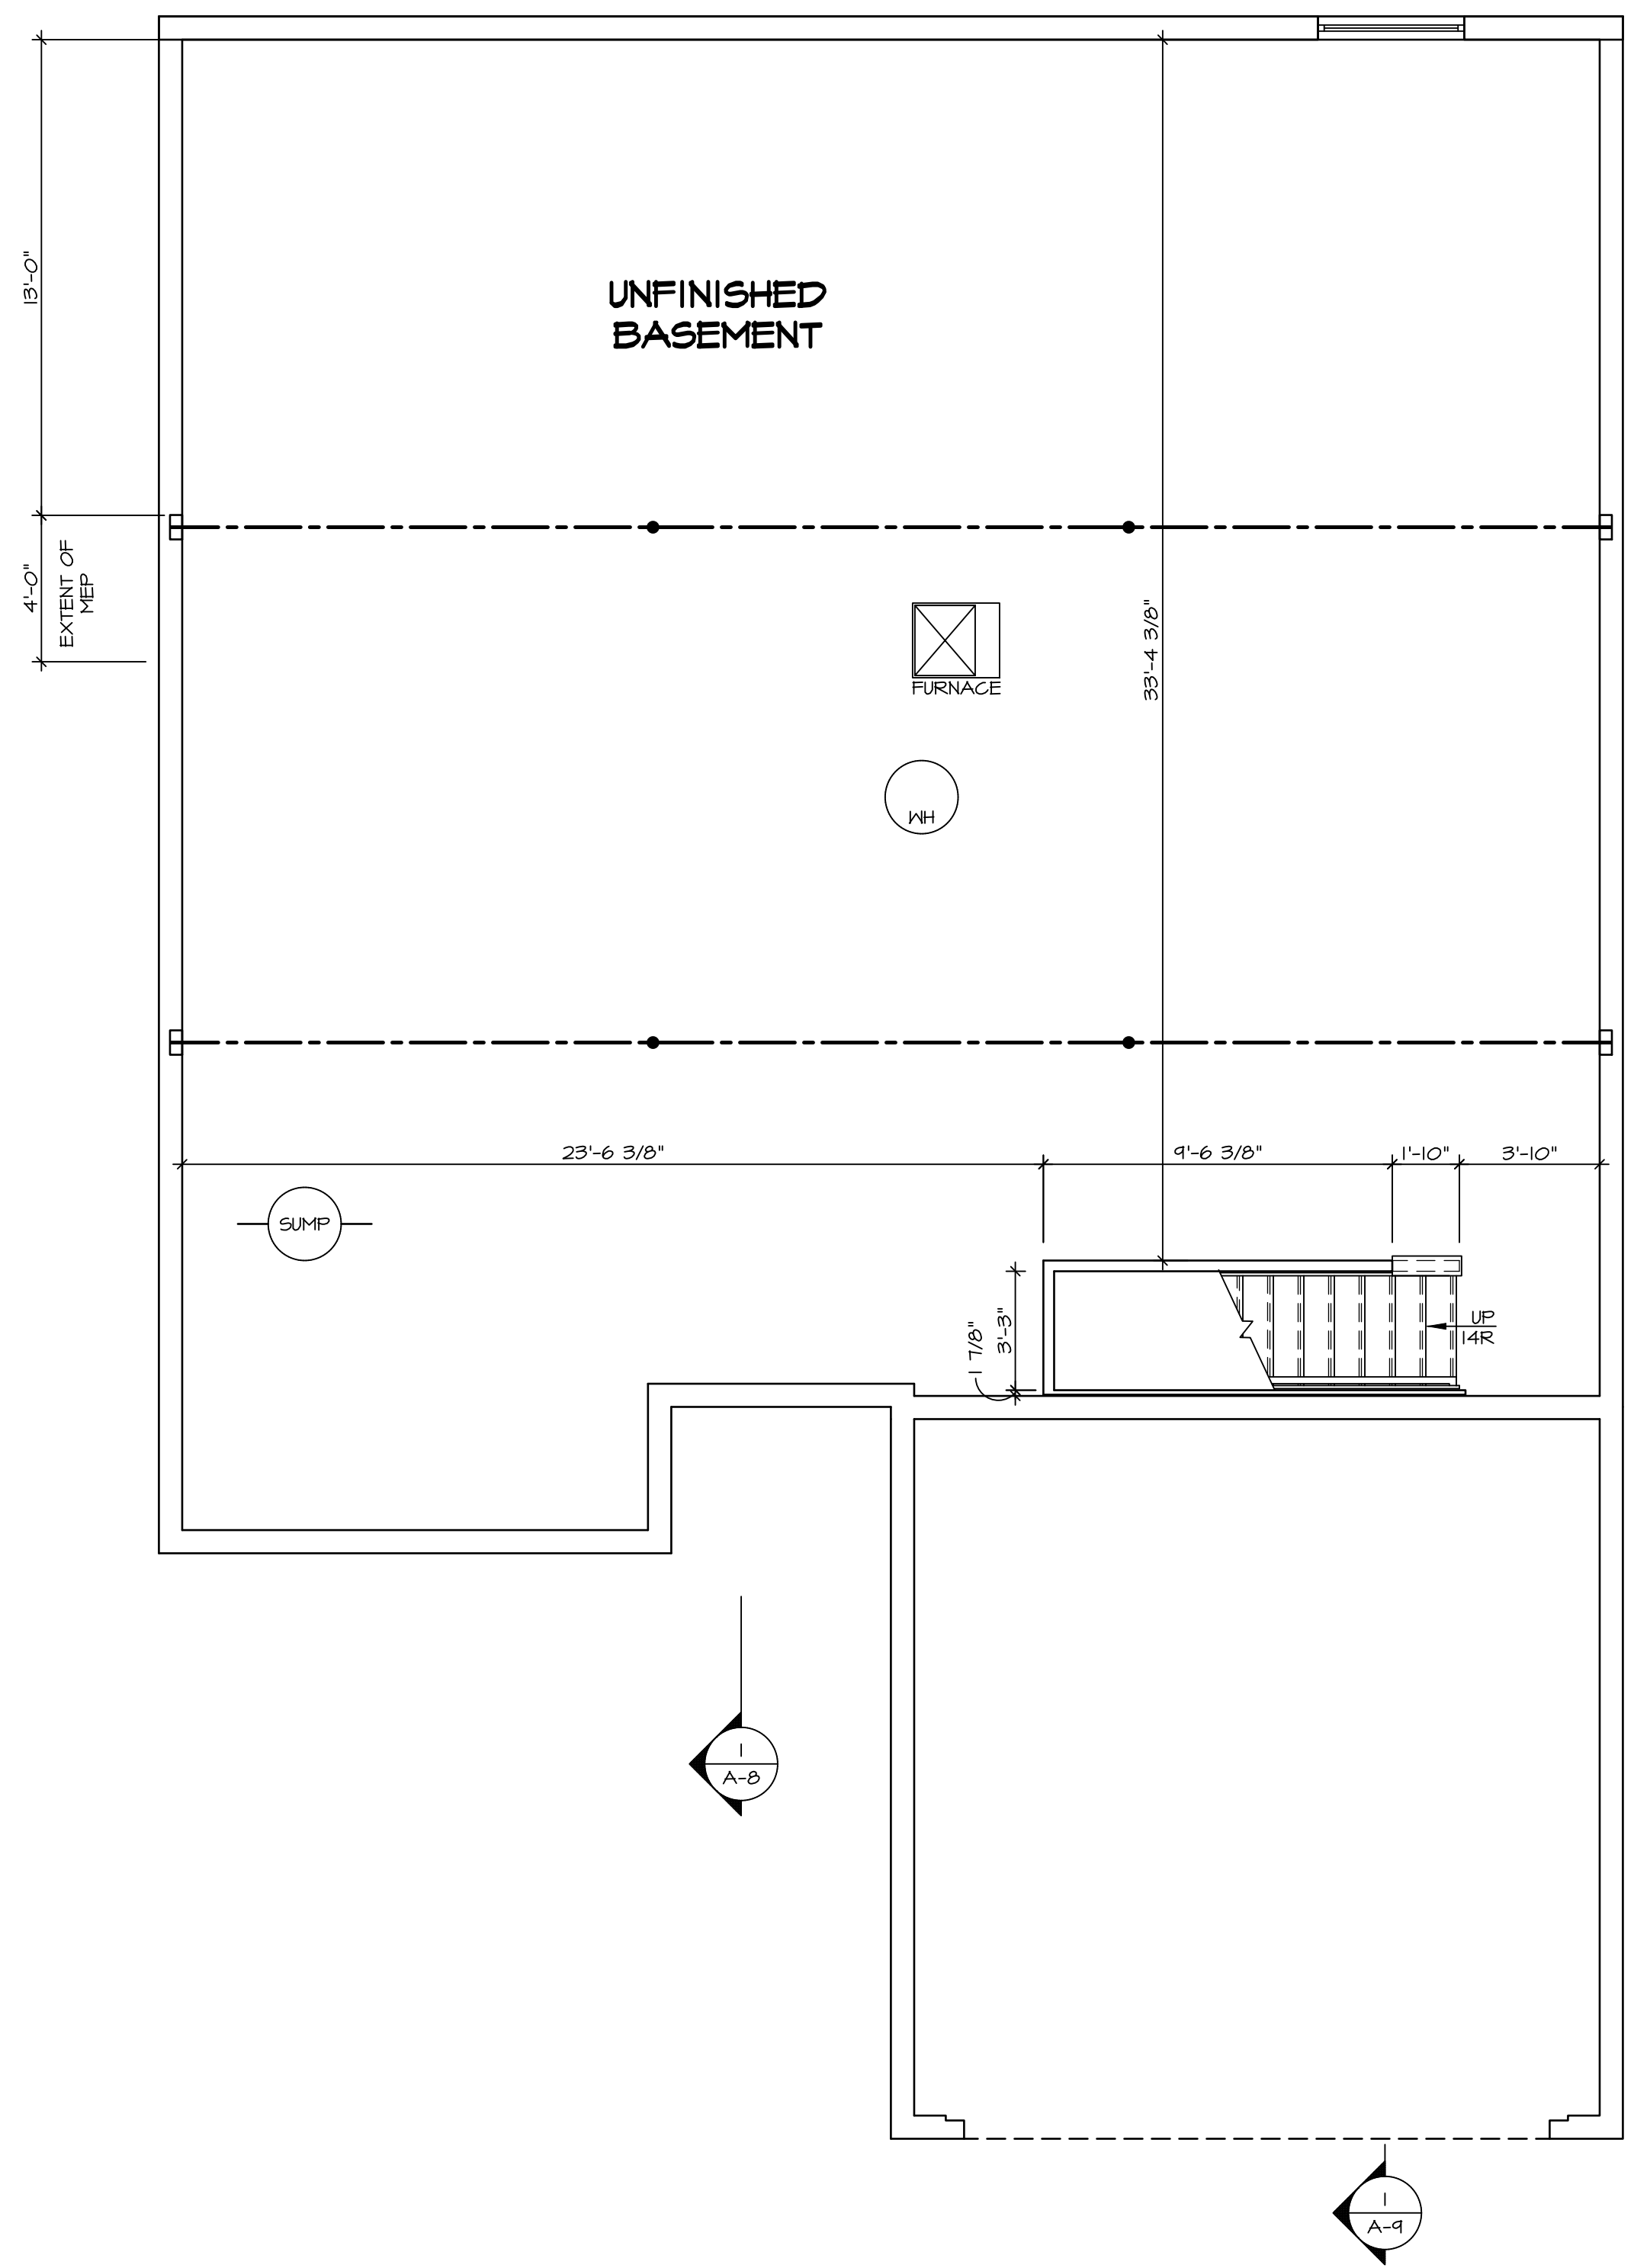 13'-0"
UNFINISHED
BASEMENT
4'-0"
EXTENT OF
MEP
33'-4 3/8"
FURNACE
WH
23'-6 3/8"
9'-6 3/8"
1'-10"
3'-10"
SUMP
1 7/8"
3'-3"
UP
14R
1
A-8
1
A-9